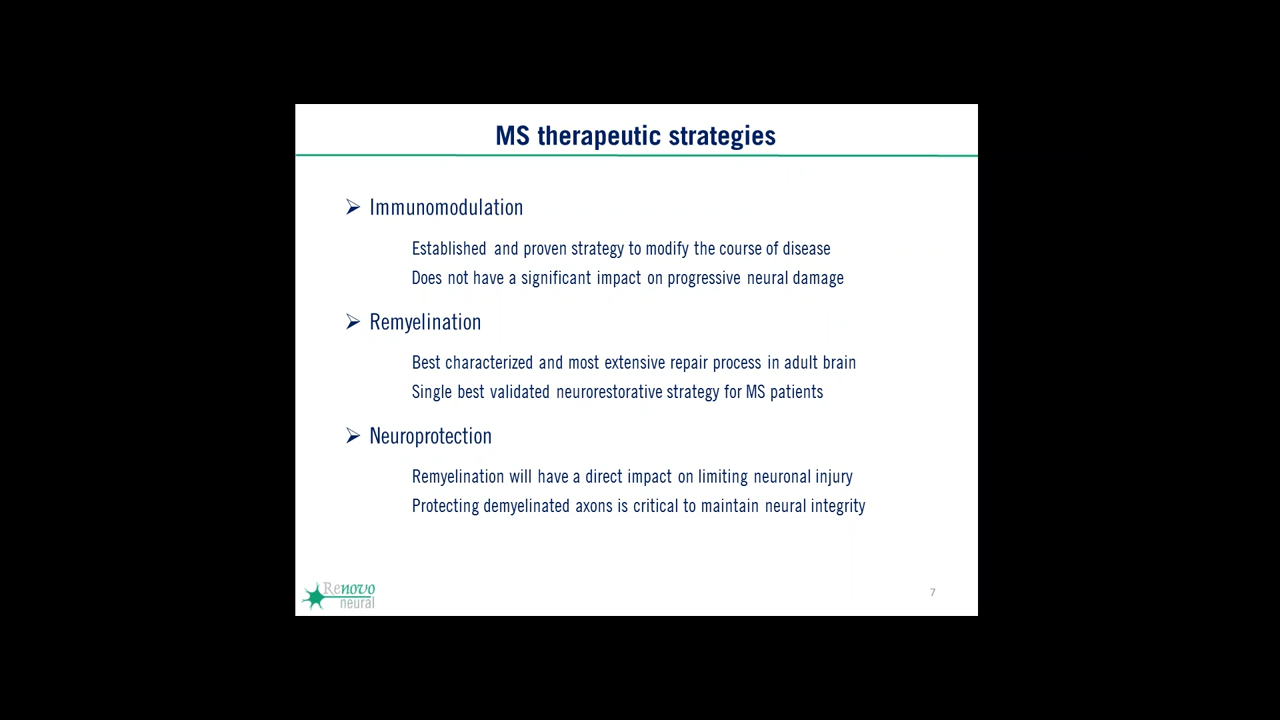 MS therapeutic strategies
➢ Immunomodulation
Established and proven strategy to modify the course of disease
Does not have a significant impact on progressive neural damage
➢ Remyelination
Best characterized and most extensive repair process in adult brain
Single best validated neurorestorative strategy for MS patients
➢ Neuroprotection
Remyelination will have a direct impact on limiting neuronal injury
Protecting demyelinated axons is critical to maintain neural integrity
Renovo
neural
7